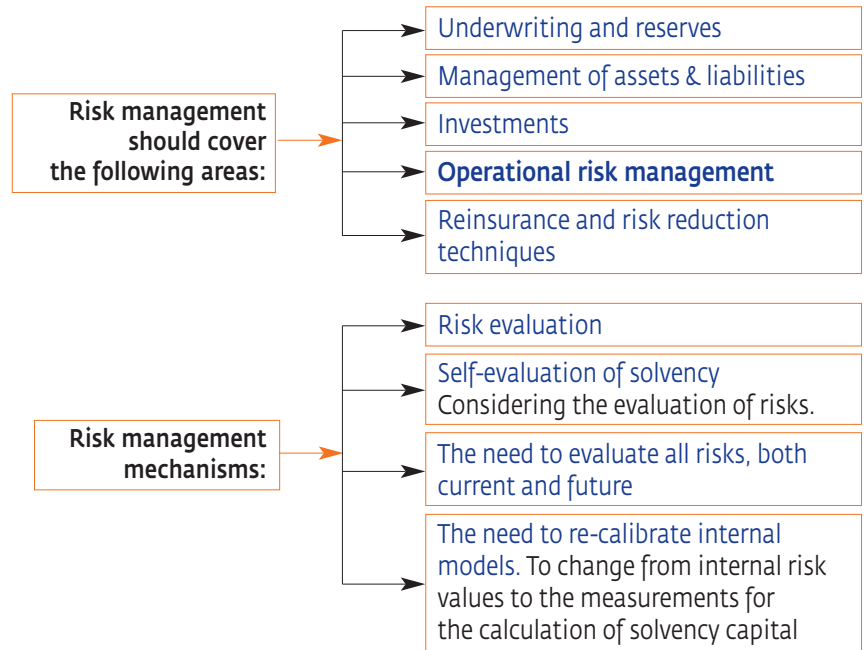 Risk management
should cover
the following areas:
Underwriting and reserves
Management of assets & liabilities
Investments
Operational risk management
Reinsurance and risk reduction
techniques
Risk management
mechanisms:
Risk evaluation
Self-evaluation of solvency
Considering the evaluation of risks.
The need to evaluate all risks, both
current and future
The need to re-calibrate internal
models. To change from internal risk
values to the measurements for
the calculation of solvency capital